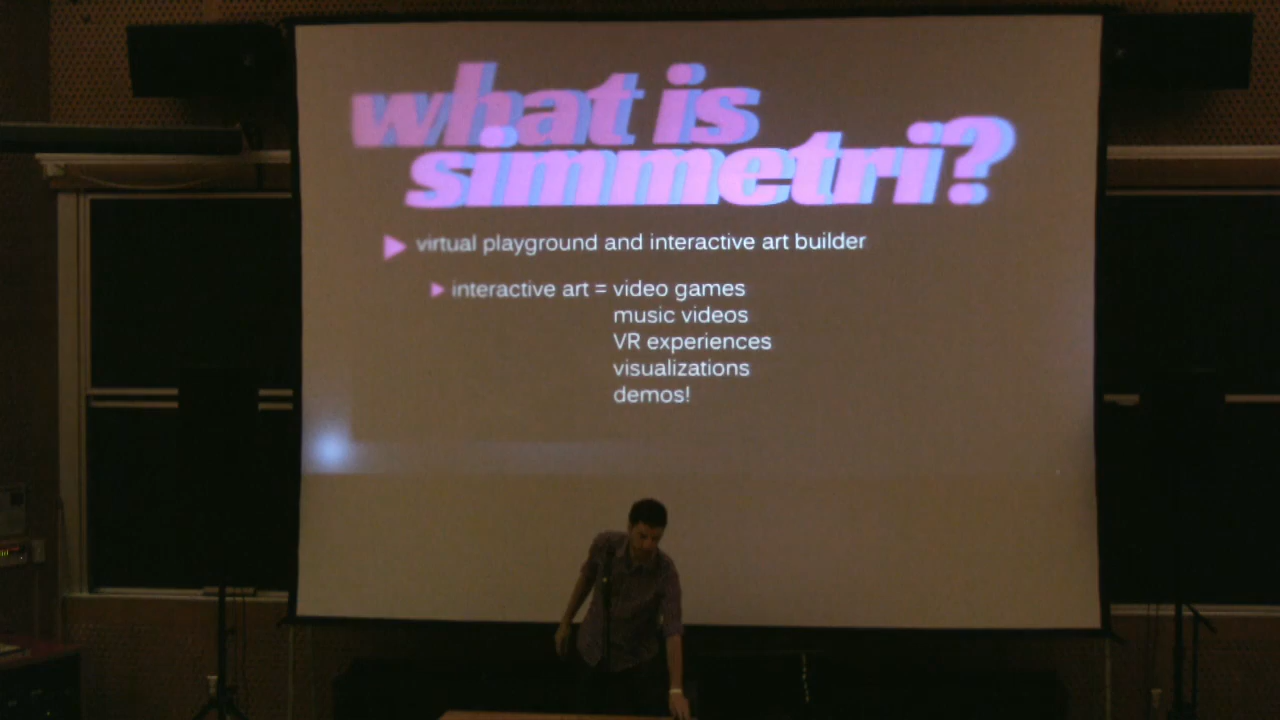 what is
simmetri?
virtual playground and interactive art builder
interactive art = video games
music videos
VR experiences
visualizations
demos!